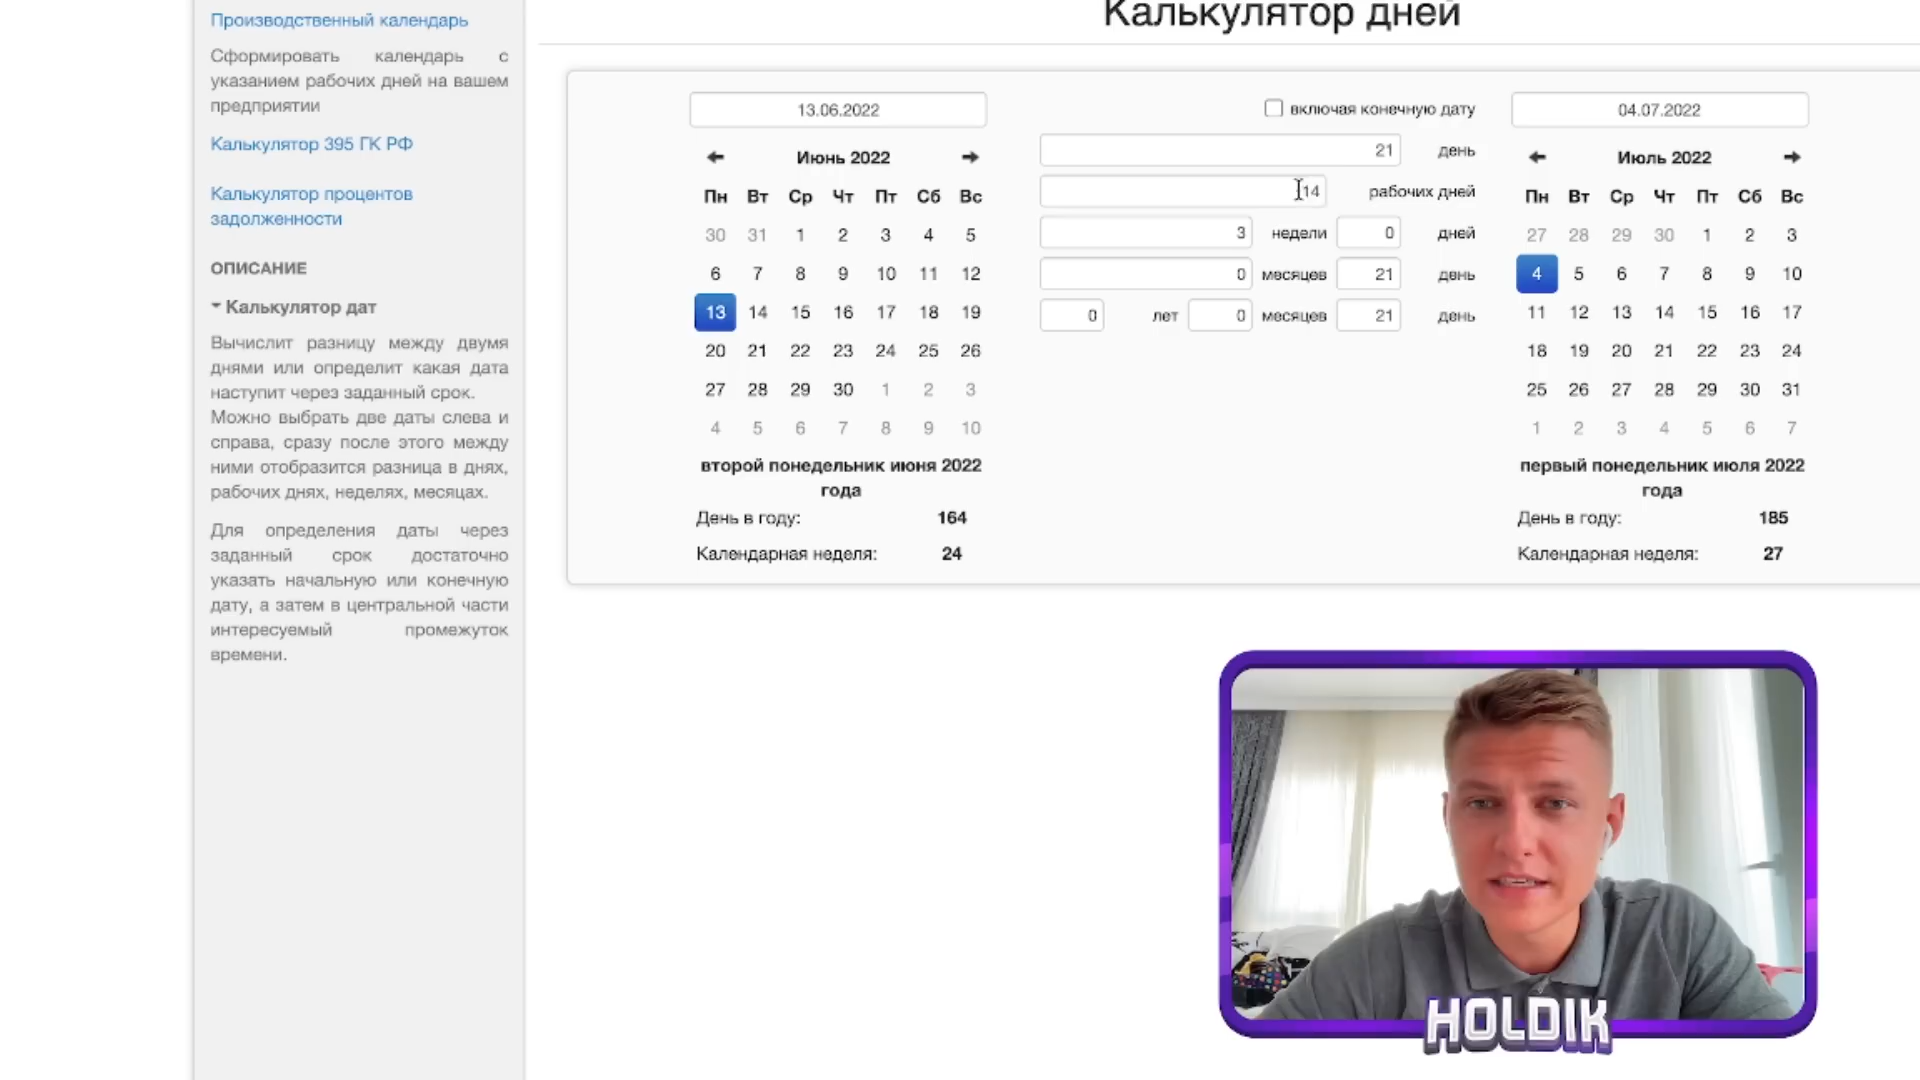 Производственный календарь
Сформировать календарь с
указанием рабочих дней на вашем
предприятии
Калькулятор 395 ГК РФ
Калькулятор процентов
задолженности
ОПИСАНИЕ
Калькулятор дат
Вычислит разницу между двумя
днями или определит какая дата
наступит через заданный срок.
Можно выбрать две даты слева и
справа, сразу после этого между
ними отобразится разница в днях,
рабочих днях, неделях, месяцах.
Для определения даты через
заданный срок достаточно
указать начальную или конечную
дату, а затем в центральной части
интересуемый промежуток
времени.
Калькулятор дней
13.06.2022
Июнь 2022
Пн Вт Ср Чт Пт Сб Вс
30 31 1 2 3 4 5
6 7 8 9 10 11 12
13 14 15 16 17 18 19
20 21 22 23 24 25 26
27 28 29 30 1 2 3
4 5 6 7 8 9 10
второй понедельник июня 2022
года
День в году: 164
Календарная неделя: 24
включая конечную дату
21 день
14 рабочих дней
3 недели 0 дней
0 месяцев 21 день
0 лет 0 месяцев 21 день
04.07.2022
Июль 2022
Пн Вт Ср Чт Пт Сб Вс
27 28 29 30 1 2 3
4 5 6 7 8 9 10
11 12 13 14 15 16 17
18 19 20 21 22 23 24
25 26 27 28 29 30 31
1 2 3 4 5 6 7
первый понедельник июля 2022
года
День в году: 185
Календарная неделя: 27
HOLDIK